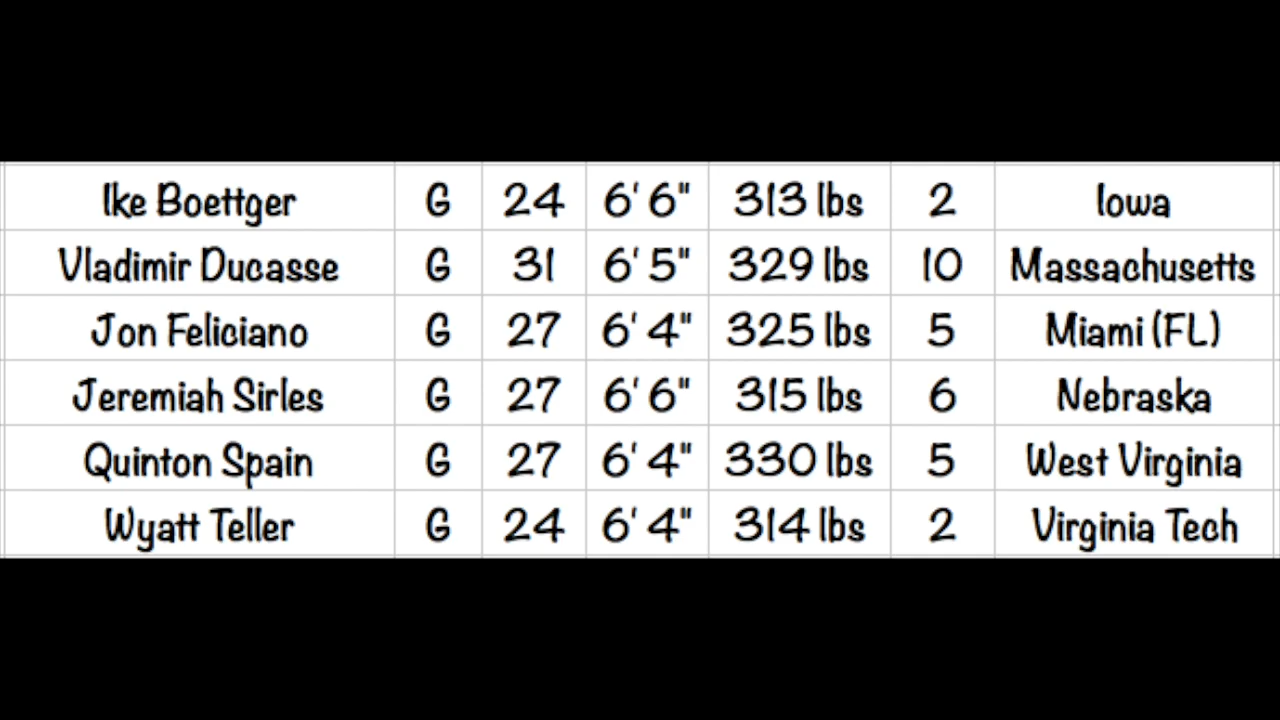 Ike Boettger G 24 6' 6" 313 lbs 2 Iowa
Vladimir Ducasse G 31 6' 5" 329 lbs 10 Massachusetts
Jon Feliciano G 27 6' 4" 325 lbs 5 Miami (FL)
Jeremiah Sirles G 27 6' 6" 315 lbs 6 Nebraska
Quinton Spain G 27 6' 4" 330 lbs 5 West Virginia
Wyatt Teller G 24 6' 4" 314 lbs 2 Virginia Tech